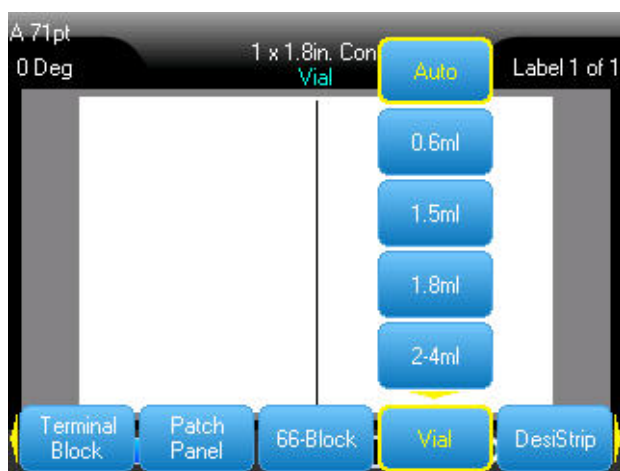 A 71pt
0 Deg
1 x 1.8in. Con
Vial
Label 1 of 1
Auto
0.6ml
1.5ml
1.8ml
2-4ml
Terminal
Block
Patch
Panel
66-Block
Vial
DesiStrip